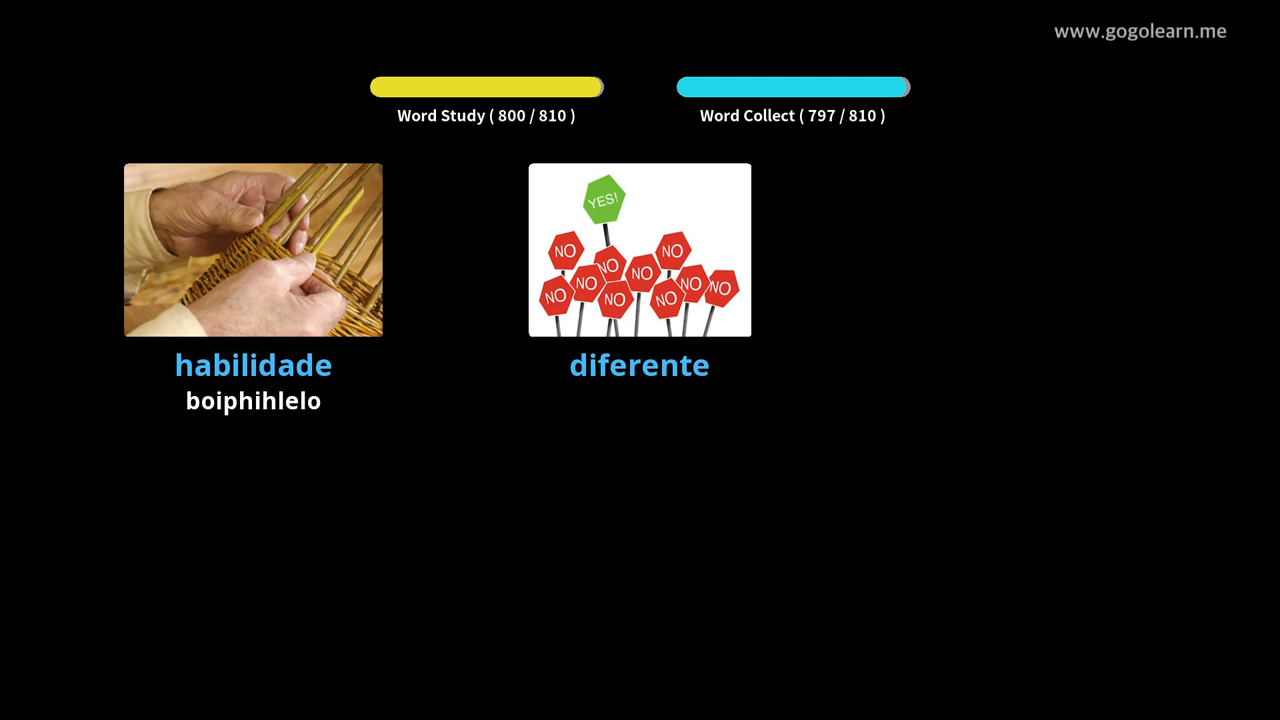 www.gogolearn.me
Word Study ( 800 / 810 )
Word Collect ( 797 / 810 )
YES!
NO
NO
NO
NO
NO
NO
NO
NO
NO
NO
habilidade
diferente
boiphihlelo